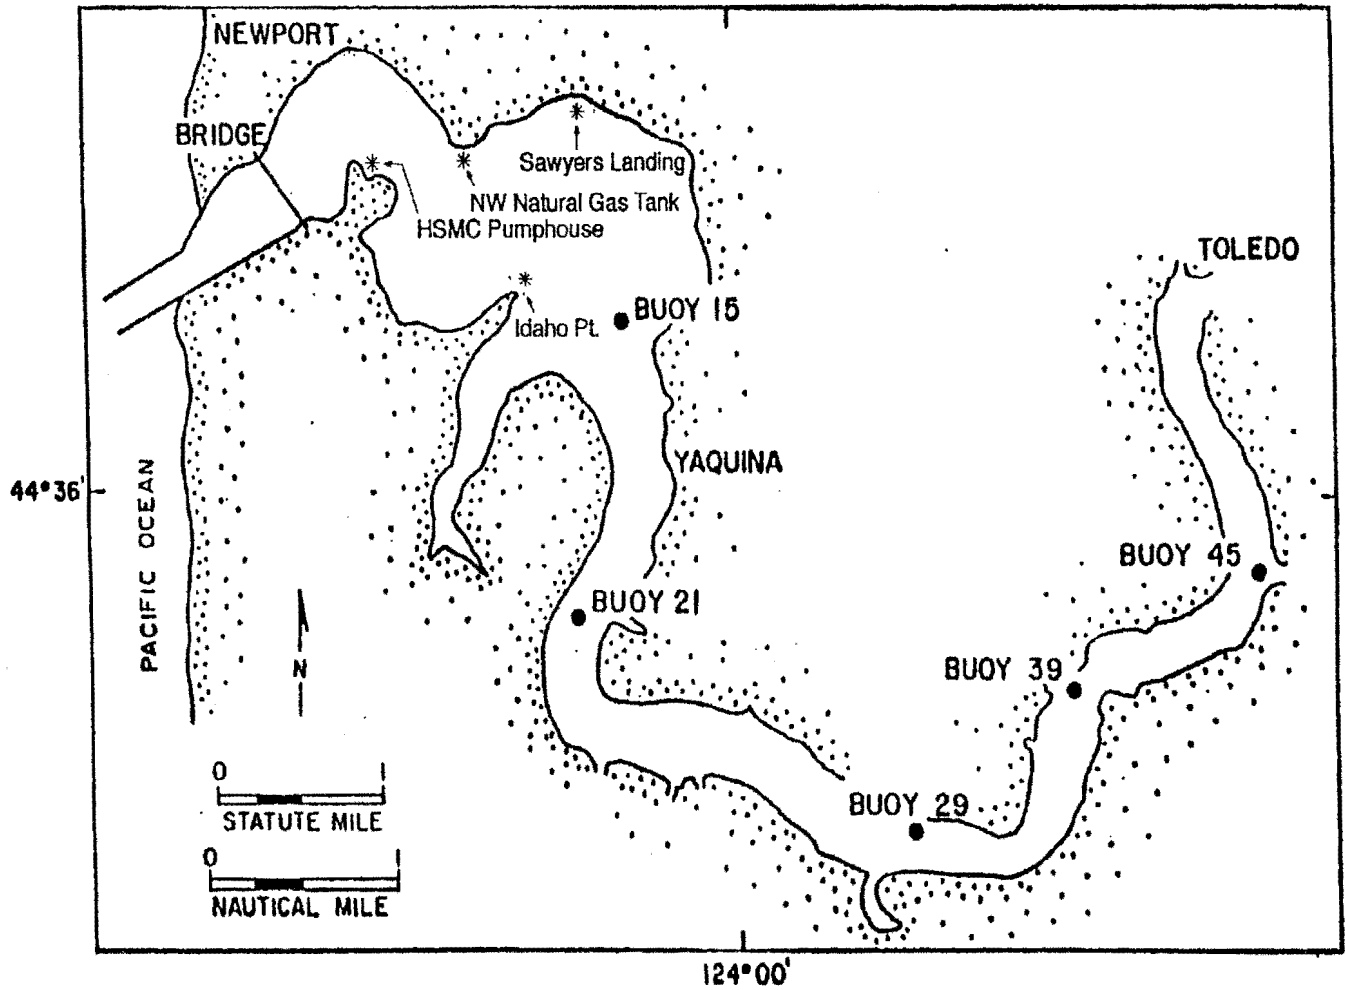 NEWPORT
BRIDGE
Sawyers Landing
NW Natural Gas Tank
HSMC Pumphouse
TOLEDO
BUOY 15
Idaho Pt.
YAQUINA
44°36'
PACIFIC OCEAN
BUOY 45
BUOY 21
N
BUOY 39
0 1
STATUTE MILE
BUOY 29
0 1
NAUTICAL MILE
124°00'